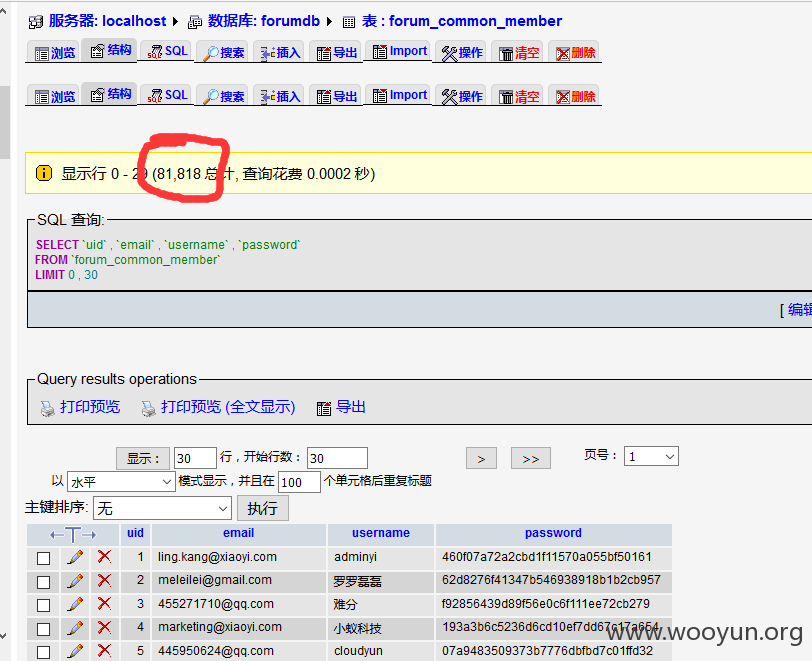 服务器: localhost ▸ 数据库: forumdb ▸ 表 : forum_common_member
浏览 结构 SQL 搜索 插入 导出 Import 操作 清空 删除
浏览 结构 SQL 搜索 插入 导出 Import 操作 清空 删除
显示行 0 - 29 (81,818 总计, 查询花费 0.0002 秒)
SQL 查询:
SELECT `uid` , `email` , `username` , `password`
FROM `forum_common_member`
LIMIT 0 , 30
[ 编辑
Query results operations
打印预览 打印预览 (全文显示) 导出
显示 : 30 行 , 开始行数 : 30 > >> 页号 : 1
以 水平 模式显示 , 并且在 100 个单元格后重复标题
主键排序: 无 执行
←T→ uid email username password
1 ling.kang@xiaoyi.com adminyi 460f07a72a2cbd1f11570a055bf50161
2 meleilei@gmail.com 罗罗磊磊 62d8276f41347b546938918b1b2cb957
3 455271710@qq.com 难分 f92856439d89f56e0c6f111ee72cb279
4 marketing@xiaoyi.com 小蚁科技 193a3b6c5236d6cd10ef7dd67c17a654
5 445950624@qq.com cloudyun 07a9483509373b7776dbfbd7c01ffd32
www.wooyun.org